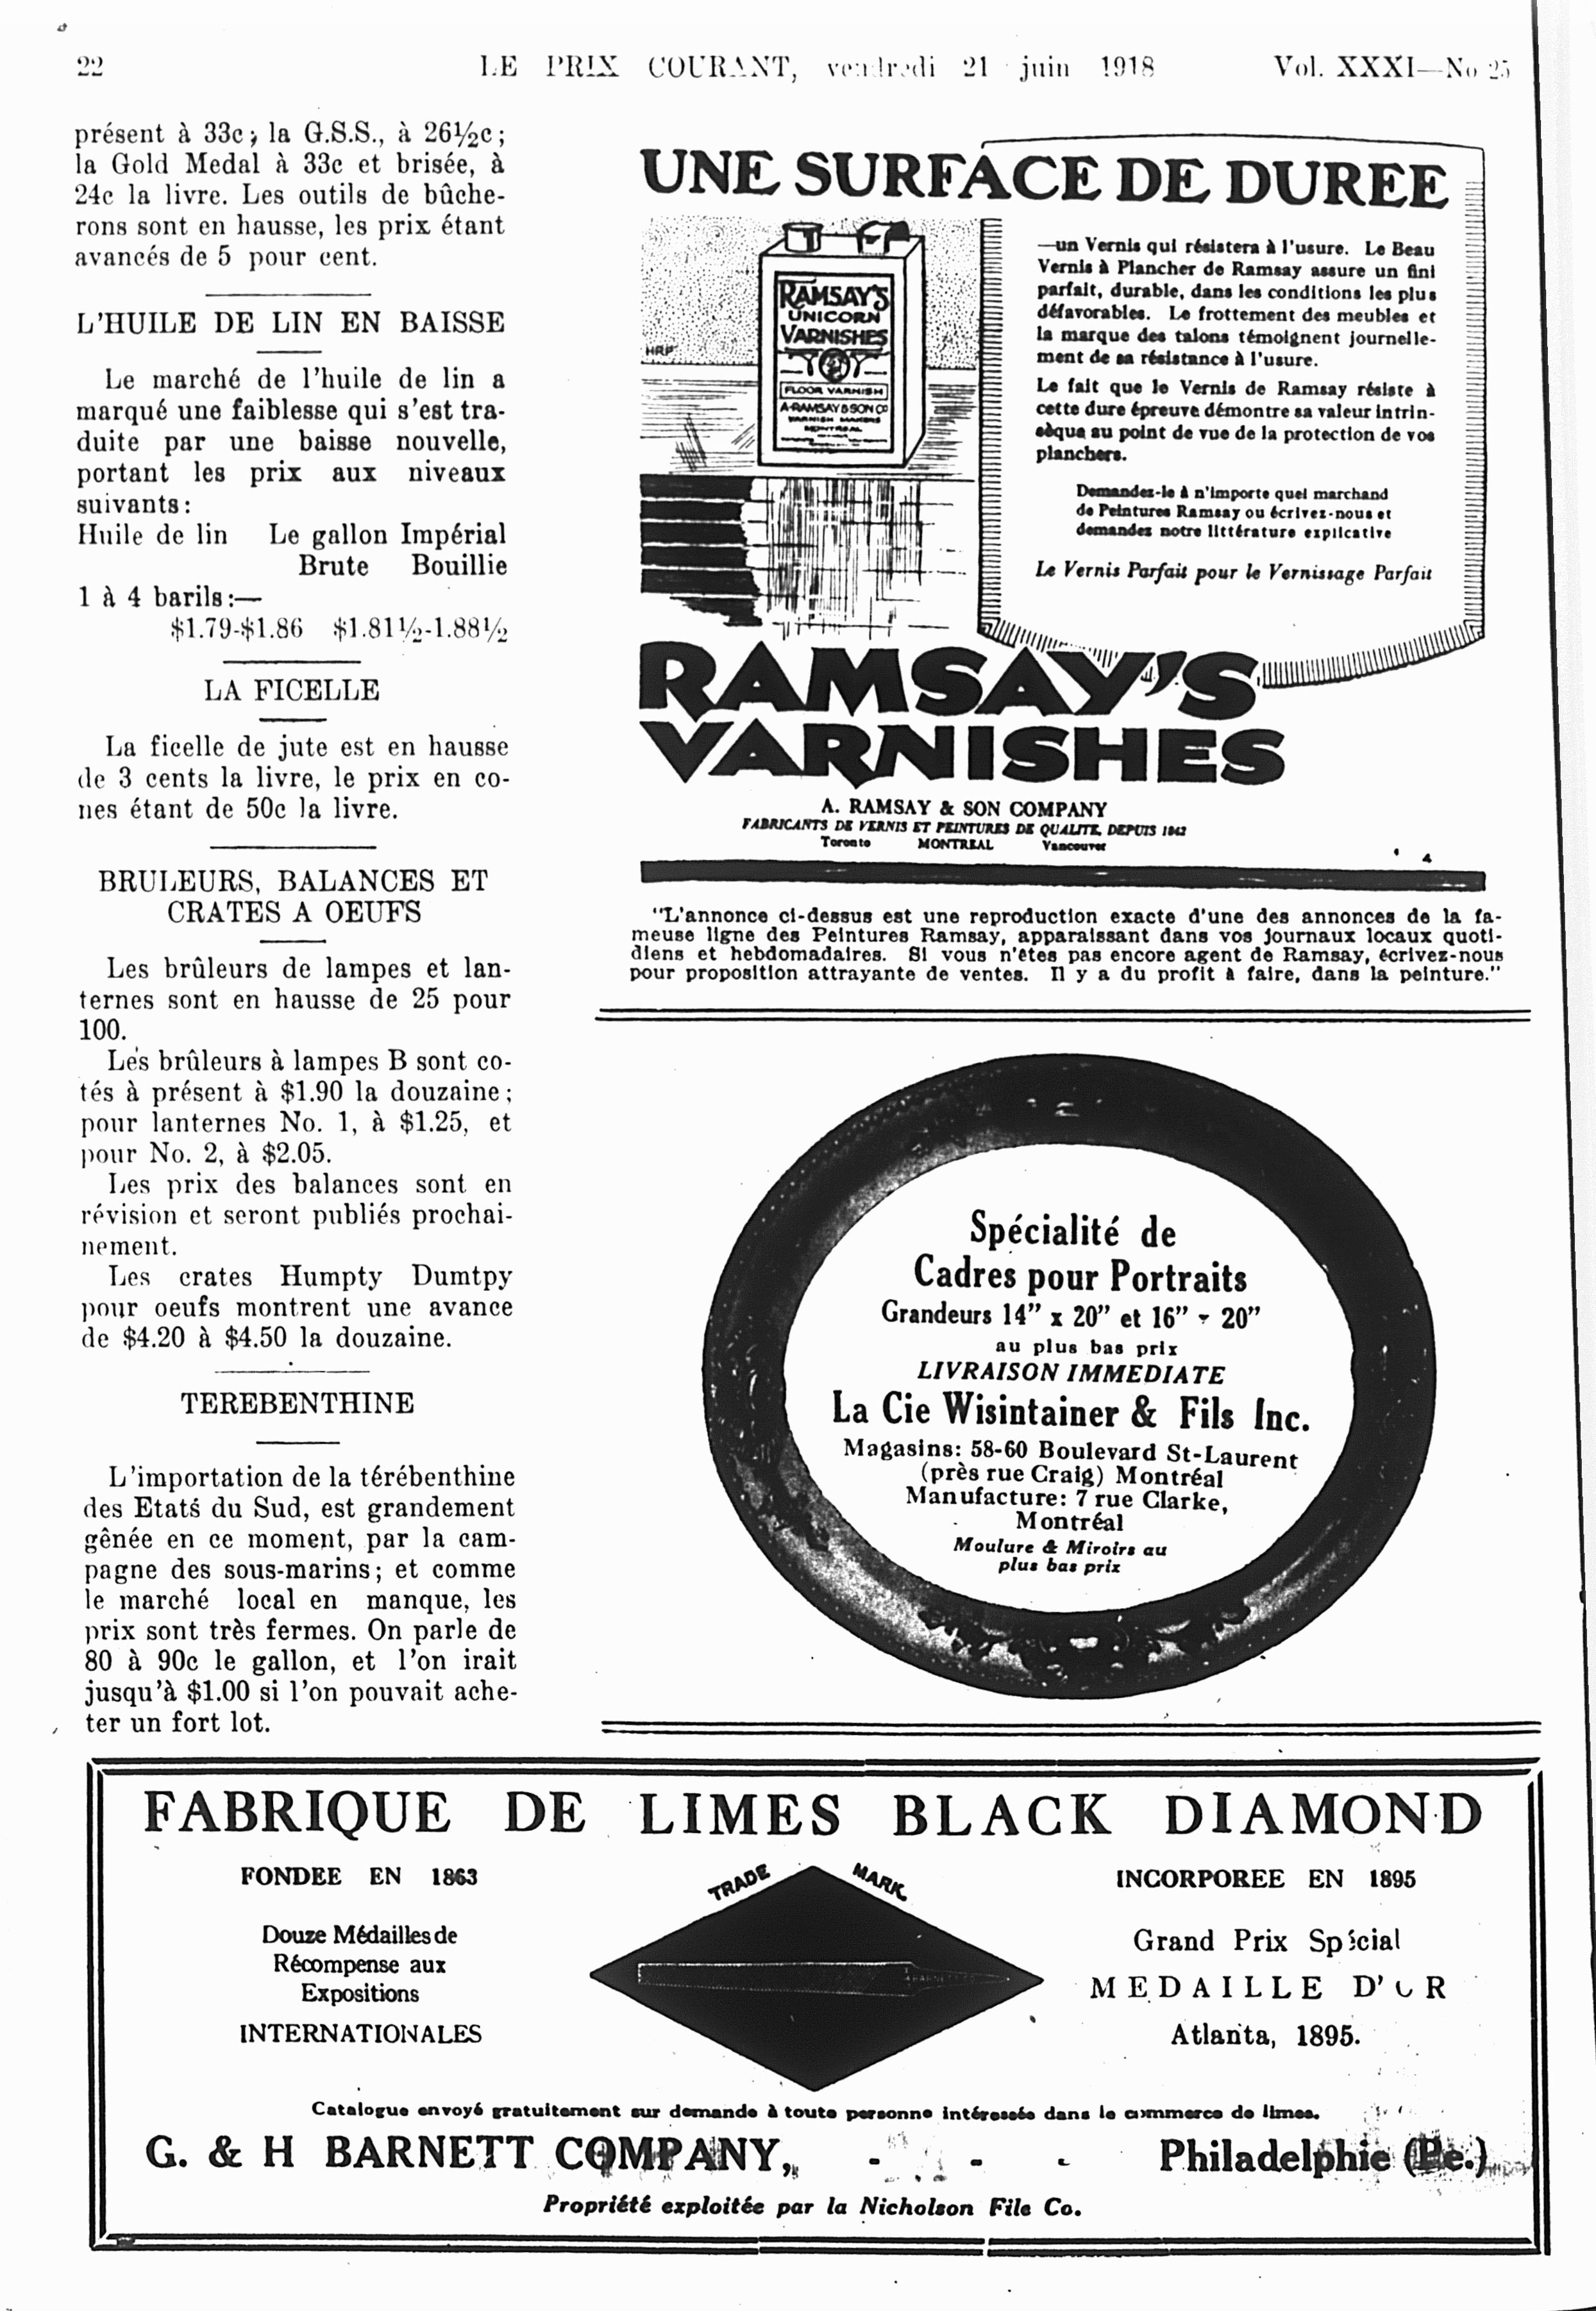 22
LE PRIX COURANT, vendredi 21 juin 1918
Vol. XXXI—No 25
présent à 33c; la G.S.S., à 26½c;
la Gold Medal à 33c et brisée, à
24c la livre. Les outils de bûche-
rons sont en hausse, les prix étant
avancés de 5 pour cent.
L'HUILE DE LIN EN BAISSE
Le marché de l'huile de lin a
marqué une faiblesse qui s'est tra-
duite par une baisse nouvelle,
portant les prix aux niveaux
suivants:
Huile de lin Le gallon Impérial
Brute Bouillie
1 à 4 barils:—
$1.79-$1.86 $1.81½-1.88½
LA FICELLE
La ficelle de jute est en hausse
de 3 cents la livre, le prix en co-
nes étant de 50c la livre.
BRULEURS, BALANCES ET
CRATES A OEUFS
Les brûleurs de lampes et lan-
ternes sont en hausse de 25 pour
100.
Les brûleurs à lampes B sont co-
tés à présent à $1.90 la douzaine;
pour lanternes No. 1, à $1.25, et
pour No. 2, à $2.05.
Les prix des balances sont en
révision et seront publiés prochai-
nement.
Les crates Humpty Dumtpy
pour oeufs montrent une avance
de $4.20 à $4.50 la douzaine.
TEREBENTHINE
L'importation de la térébenthine
des Etats du Sud, est grandement
gênée en ce moment, par la cam-
pagne des sous-marins; et comme
le marché local en manque, les
prix sont très fermes. On parle de
80 à 90c le gallon, et l'on irait
jusqu'à $1.00 si l'on pouvait ache-
ter un fort lot.
UNE SURFACE DE DUREE
RAMSAY'S
UNICORN
VARNISHES
FLOOR VARNISH
A. RAMSAY & SON CO
VARNISH MAKERS
MONTREAL
HRP
—un Vernis qui résistera à l'usure. Le Beau
Vernis à Plancher de Ramsay assure un fini
parfait, durable, dans les conditions les plus
défavorables. Le frottement des meubles et
la marque des talons témoignent journelle-
ment de sa résistance à l'usure.
Le fait que le Vernis de Ramsay résiste à
cette dure épreuve démontre sa valeur intrin-
sèque au point de vue de la protection de vos
planchers.
Demandez-le à n'importe quel marchand
de Peintures Ramsay ou écrivez-nous et
demandez notre littérature explicative
Le Vernis Parfait pour le Vernissage Parfait
RAMSAY'S
VARNISHES
A. RAMSAY & SON COMPANY
FABRICANTS DE VERNIS ET PEINTURES DE QUALITE, DEPUIS 1842
Toronto MONTREAL Vancouver
4
"L'annonce ci-dessus est une reproduction exacte d'une des annonces de la fa-
meuse ligne des Peintures Ramsay, apparaissant dans vos journaux locaux quoti-
diens et hebdomadaires. Si vous n'êtes pas encore agent de Ramsay, écrivez-nous
pour proposition attrayante de ventes. Il y a du profit à faire, dans la peinture."
Spécialité de
Cadres pour Portraits
Grandeurs 14" x 20" et 16" x 20"
au plus bas prix
LIVRAISON IMMEDIATE
La Cie Wisintainer & Fils Inc.
Magasins: 58-60 Boulevard St-Laurent
(près rue Craig) Montréal
Manufacture: 7 rue Clarke,
Montréal
Moulure & Miroirs au
plus bas prix
FABRIQUE DE LIMES BLACK DIAMOND
FONDEE EN 1863
Douze Médailles de
Récompense aux
Expositions
INTERNATIONALES
TRADE MARK.
BARNETT
INCORPOREE EN 1895
Grand Prix Spécial
MEDAILLE D'OR
Atlanta, 1895.
Catalogue envoyé gratuitement sur demande à toute personne intéressée dans le commerce de limes.
G. & H BARNETT COMPANY, - - - Philadelphie (Pe.)
Propriété exploitée par la Nicholson File Co.